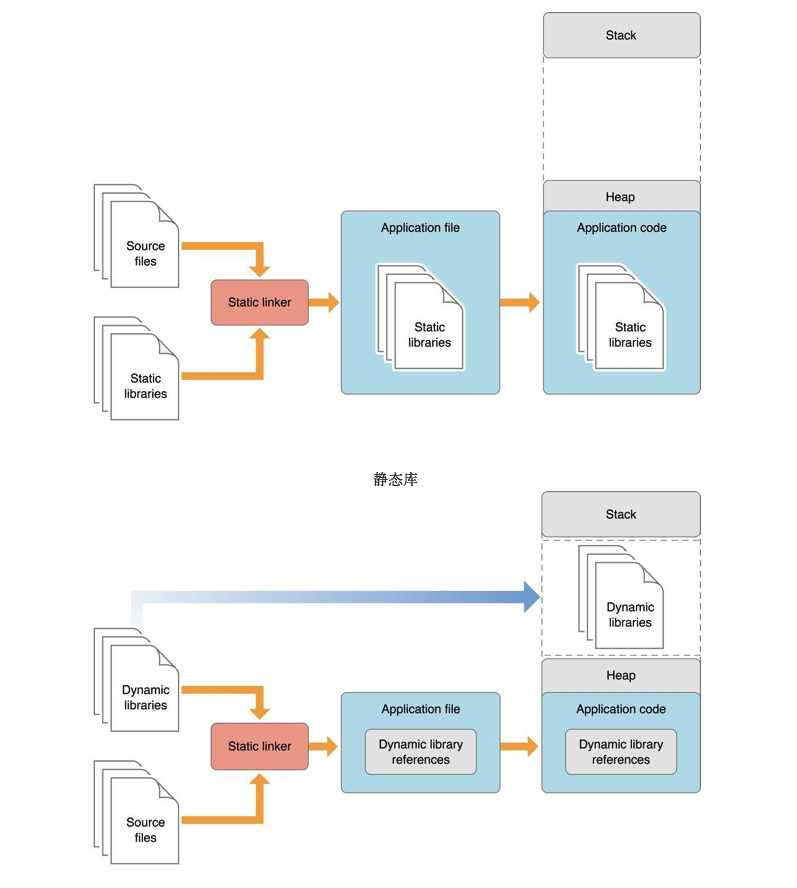 Stack
Heap
Source
files
Application file
Application code
Static linker
Static
libraries
Static
libraries
Static
libraries
静态库
Stack
Dynamic
libraries
Heap
Dynamic
libraries
Application file
Application code
Static linker
Dynamic library
references
Dynamic library
references
Source
files